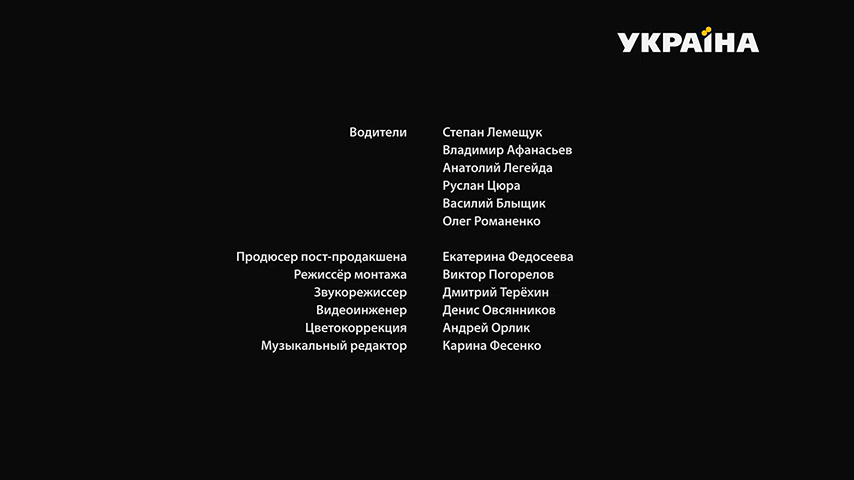 УКРАЇНА
Водители Степан Лемещук
Владимир Афанасьев
Анатолий Легейда
Руслан Цюра
Василий Блыщик
Олег Романенко
Продюсер пост-продакшена Екатерина Федосеева
Режиссёр монтажа Виктор Погорелов
Звукорежиссер Дмитрий Терёхин
Видеоинженер Денис Овсянников
Цветокоррекция Андрей Орлик
Музыкальный редактор Карина Фесенко